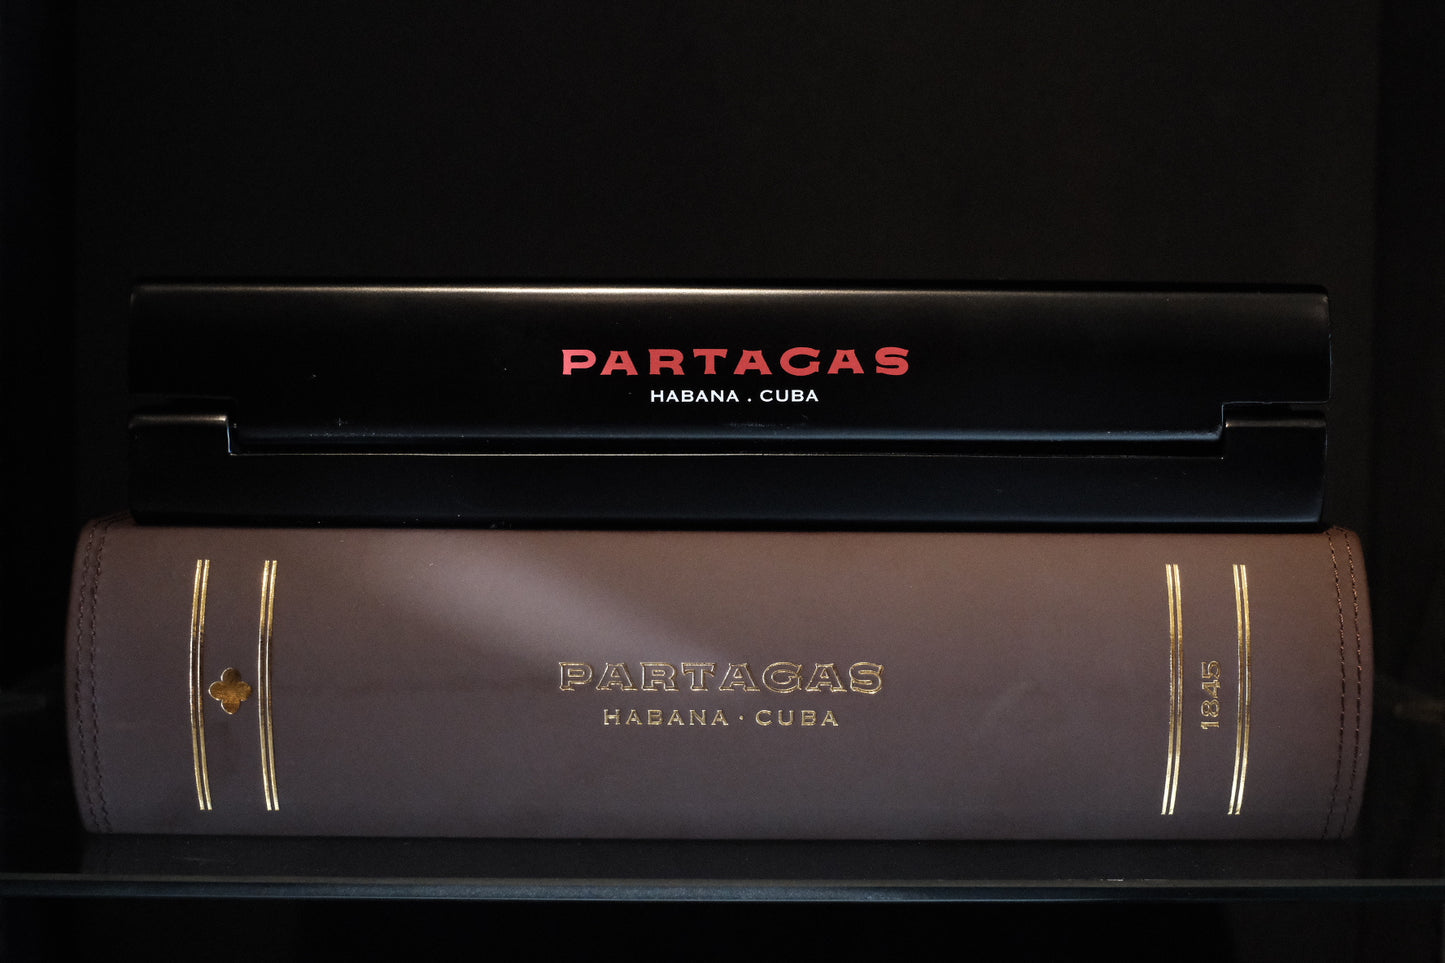 PARTAGAS
HABANA . CUBA
PARTAGAS
HABANA · CUBA
1845